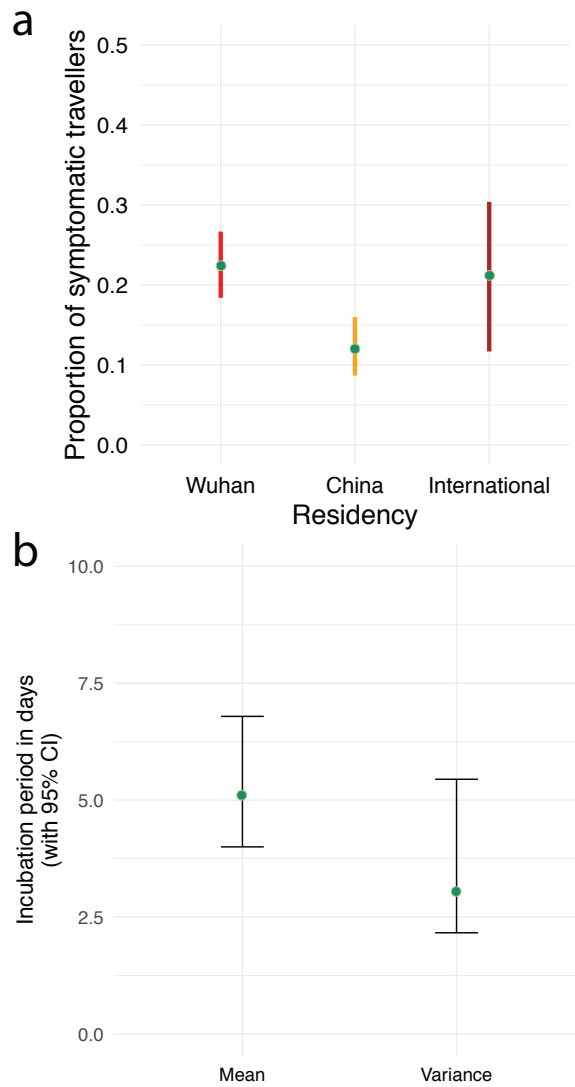 a
Proportion of symptomatic travellers
0.5
0.4
0.3
0.2
0.1
0.0
Wuhan China International
Residency
b
Incubation period in days
(with 95% CI)
10.0
7.5
5.0
2.5
0.0
Mean Variance